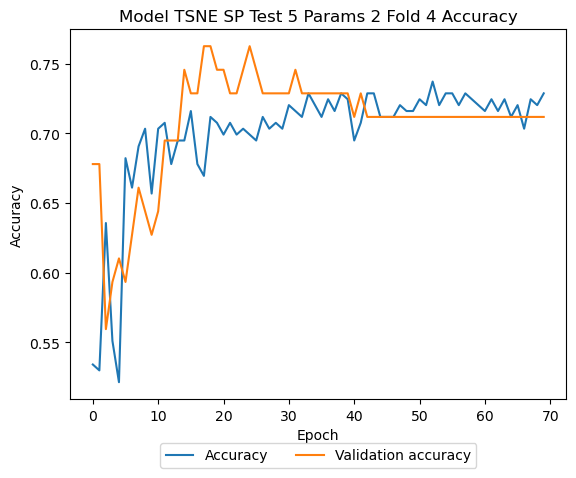 Model TSNE SP Test 5 Params 2 Fold 4 Accuracy
0.75
0.70
0.65
0.60
0.55
Accuracy
0 10 20 30 40 50 60 70
Epoch
Accuracy Validation accuracy